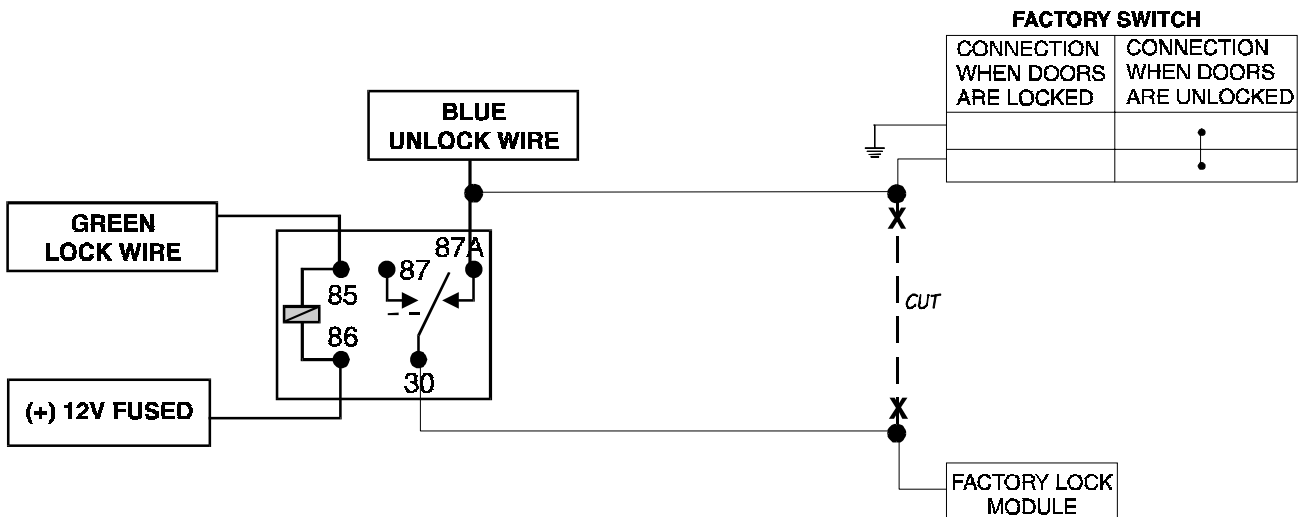 FACTORY SWITCH
CONNECTION
WHEN DOORS
ARE LOCKED
CONNECTION
WHEN DOORS
ARE UNLOCKED
BLUE
UNLOCK WIRE
GREEN
LOCK WIRE
87A
87
85
86
30
X
CUT
X
(+) 12V FUSED
FACTORY LOCK
MODULE